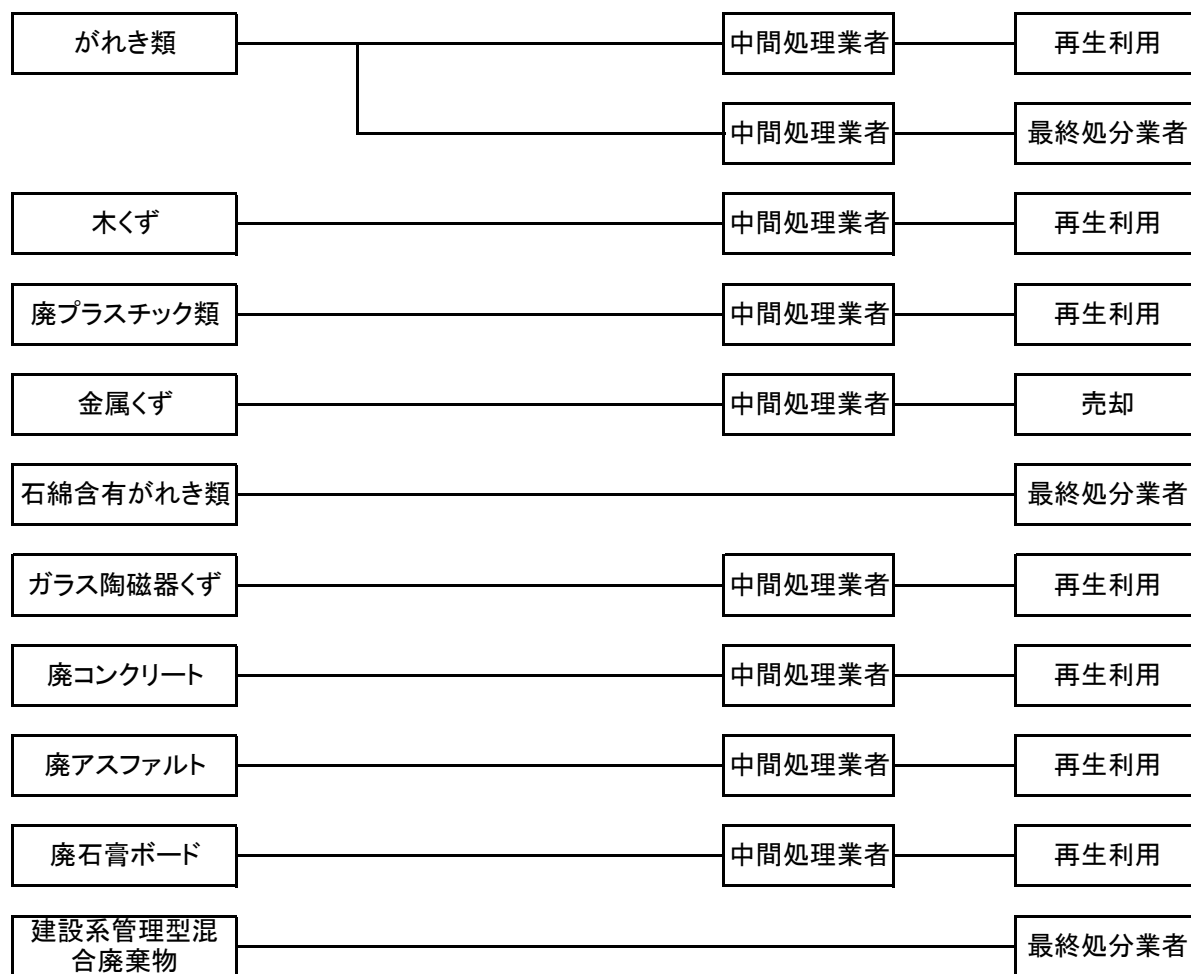 がれき類 中間処理業者 再生利用
中間処理業者 最終処分業者
木くず 中間処理業者 再生利用
廃プラスチック類 中間処理業者 再生利用
金属くず 中間処理業者 売却
石綿含有がれき類 最終処分業者
ガラス陶磁器くず 中間処理業者 再生利用
廃コンクリート 中間処理業者 再生利用
廃アスファルト 中間処理業者 再生利用
廃石膏ボード 中間処理業者 再生利用
建設系管理型混
合廃棄物 最終処分業者